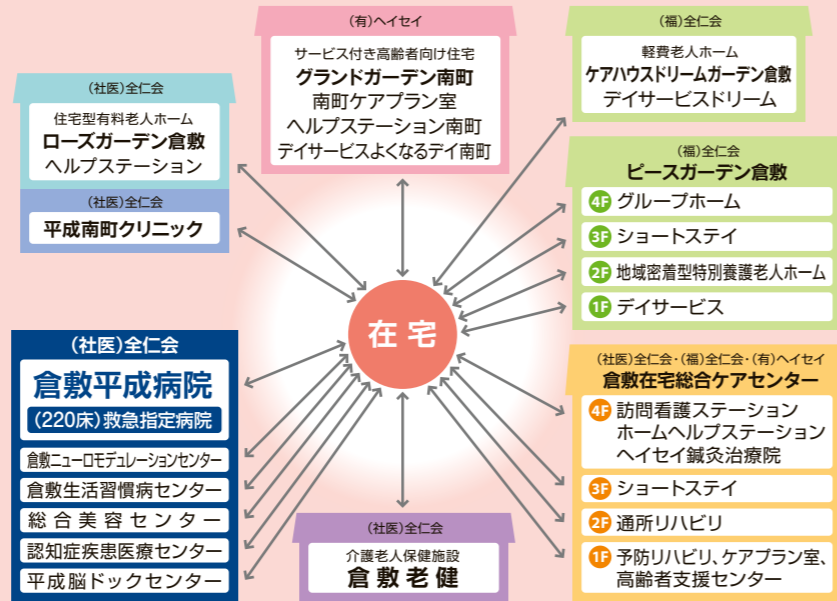 (有)ヘイセイ
サービス付き高齢者向け住宅
グランドガーデン南町
南町ケアプラン室
ヘルプステーション南町
デイサービスよくなるデイ南町
(福)全仁会
軽費老人ホーム
ケアハウスドリームガーデン倉敷
デイサービスドリーム
(社医)全仁会
住宅型有料老人ホーム
ローズガーデン倉敷
ヘルプステーション
(社医)全仁会
平成南町クリニック
(福)全仁会
ピースガーデン倉敷
4F グループホーム
3F ショートステイ
2F 地域密着型特別養護老人ホーム
1F デイサービス
在宅
(社医)全仁会
倉敷平成病院
(220床)救急指定病院
倉敷ニューロモデュレーションセンター
倉敷生活習慣病センター
総合美容センター
認知症疾患医療センター
平成脳ドックセンター
(社医)全仁会
介護老人保健施設
倉敷老健
(社医)全仁会・(福)全仁会・(有)ヘイセイ
倉敷在宅総合ケアセンター
4F 訪問看護ステーション
ホームヘルプステーション
ヘイセイ鍼灸治療院
3F ショートステイ
2F 通所リハビリ
1F 予防リハビリ、ケアプラン室、
高齢者支援センター